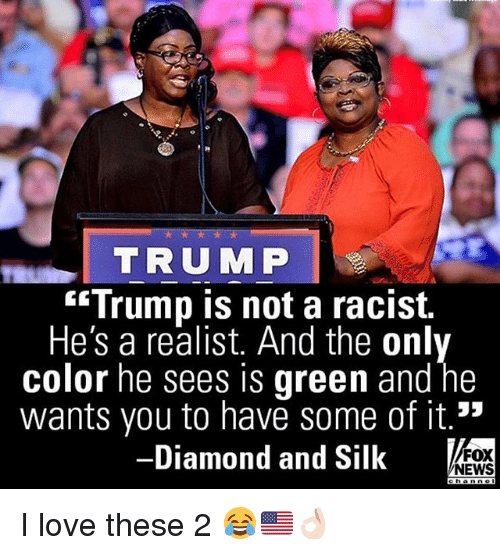 TRUMP
“Trump is not a racist.
He's a realist. And the only
color he sees is green and he
wants you to have some of it.”
–Diamond and Silk
FOX
NEWS
channel
I love these 2 😂🇺🇸👌🏻